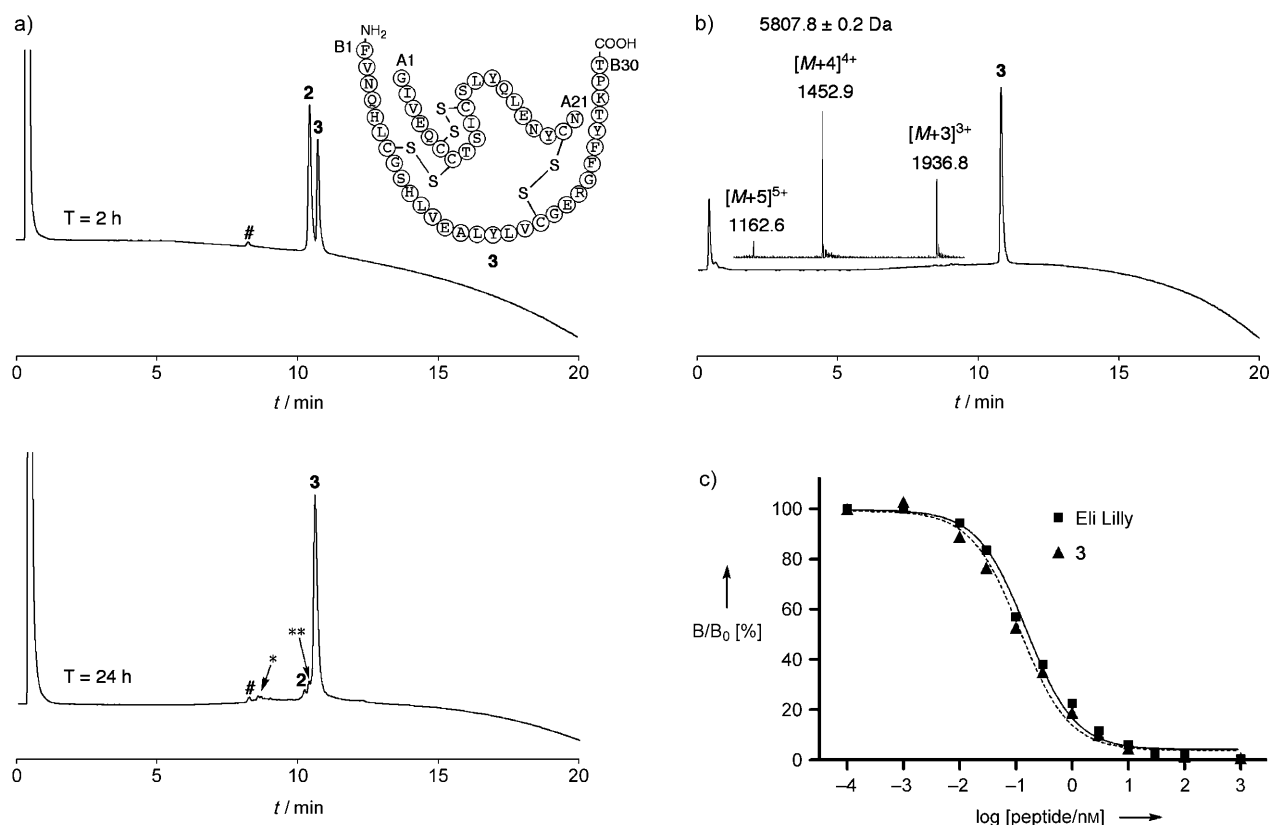 a)
NH₂
B1
F V N Q H L C G S H L V E A L Y L V C G E R G F F Y T K P T
COOH
B30
A1
G I V E Q C C T S I C S L Y Q L E N Y C N
A21
S
S
S
S
S
S
3
2
3
#
T = 2 h
0 5 10 15 20
t / min
b)
5807.8 ± 0.2 Da
[M+4]⁴⁺
1452.9
[M+3]³⁺
1936.8
[M+5]⁵⁺
1162.6
3
0 5 10 15 20
t / min
3
**
*
2
#
T = 24 h
0 5 10 15 20
t / min
c)
Eli Lilly
3
B/B₀ [%]
100
80
60
40
20
0
–4 –3 –2 –1 0 1 2 3
log [peptide/nM]